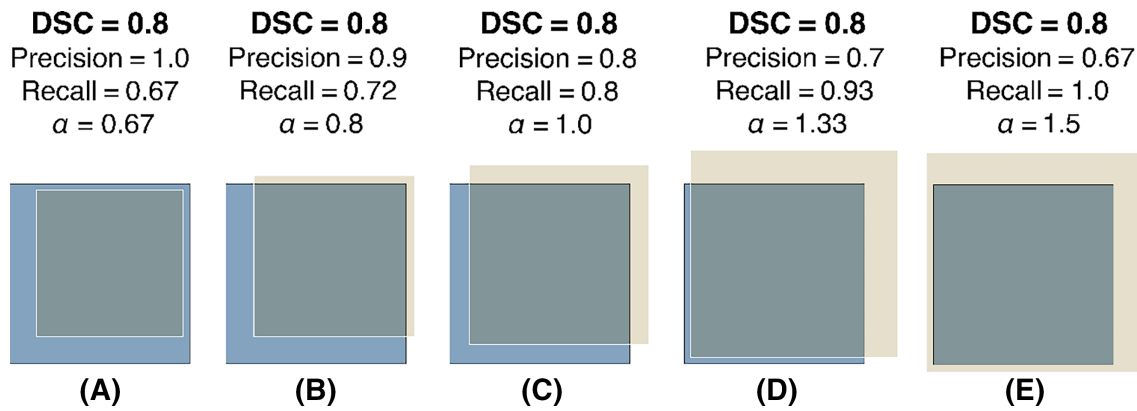 DSC = 0.8
Precision = 1.0
Recall = 0.67
α = 0.67
(A)
DSC = 0.8
Precision = 0.9
Recall = 0.72
α = 0.8
(B)
DSC = 0.8
Precision = 0.8
Recall = 0.8
α = 1.0
(C)
DSC = 0.8
Precision = 0.7
Recall = 0.93
α = 1.33
(D)
DSC = 0.8
Precision = 0.67
Recall = 1.0
α = 1.5
(E)